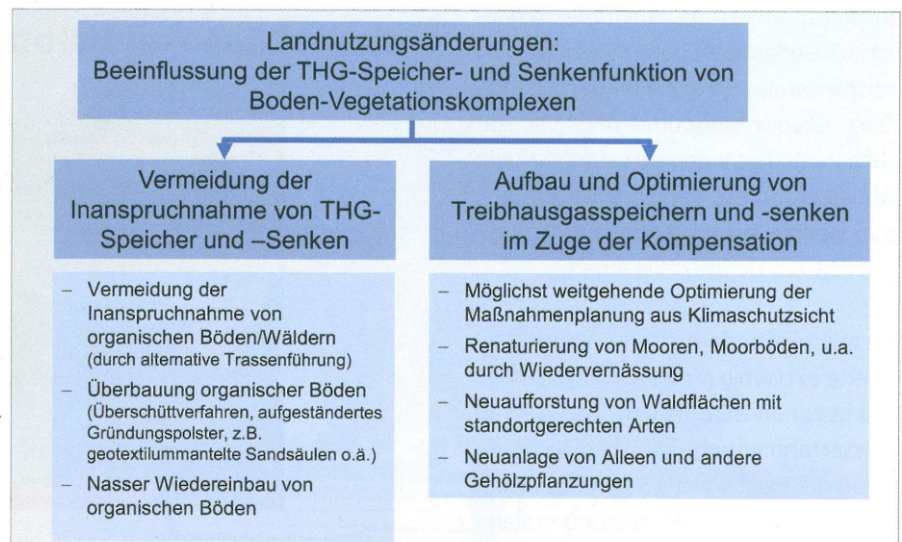 Landnutzungsänderungen:
Beeinflussung der THG-Speicher- und Senkenfunktion von
Boden-Vegetationskomplexen
Vermeidung der
Inanspruchnahme von THG-
Speicher und –Senken
– Vermeidung der
Inanspruchnahme von
organischen Böden/Wäldern
(durch alternative Trassenführung)
– Überbauung organischer Böden
(Überschüttverfahren, aufgeständertes
Gründungspolster, z.B.
geotextilummantelte Sandsäulen o.ä.)
– Nasser Wiedereinbau von
organischen Böden
Aufbau und Optimierung von
Treibhausgasspeichern und -senken
im Zuge der Kompensation
– Möglichst weitgehende Optimierung der
Maßnahmenplanung aus Klimaschutzsicht
– Renaturierung von Mooren, Moorböden, u.a.
durch Wiedervernässung
– Neuaufforstung von Waldflächen mit
standortgerechten Arten
– Neuanlage von Alleen und andere
Gehölzpflanzungen